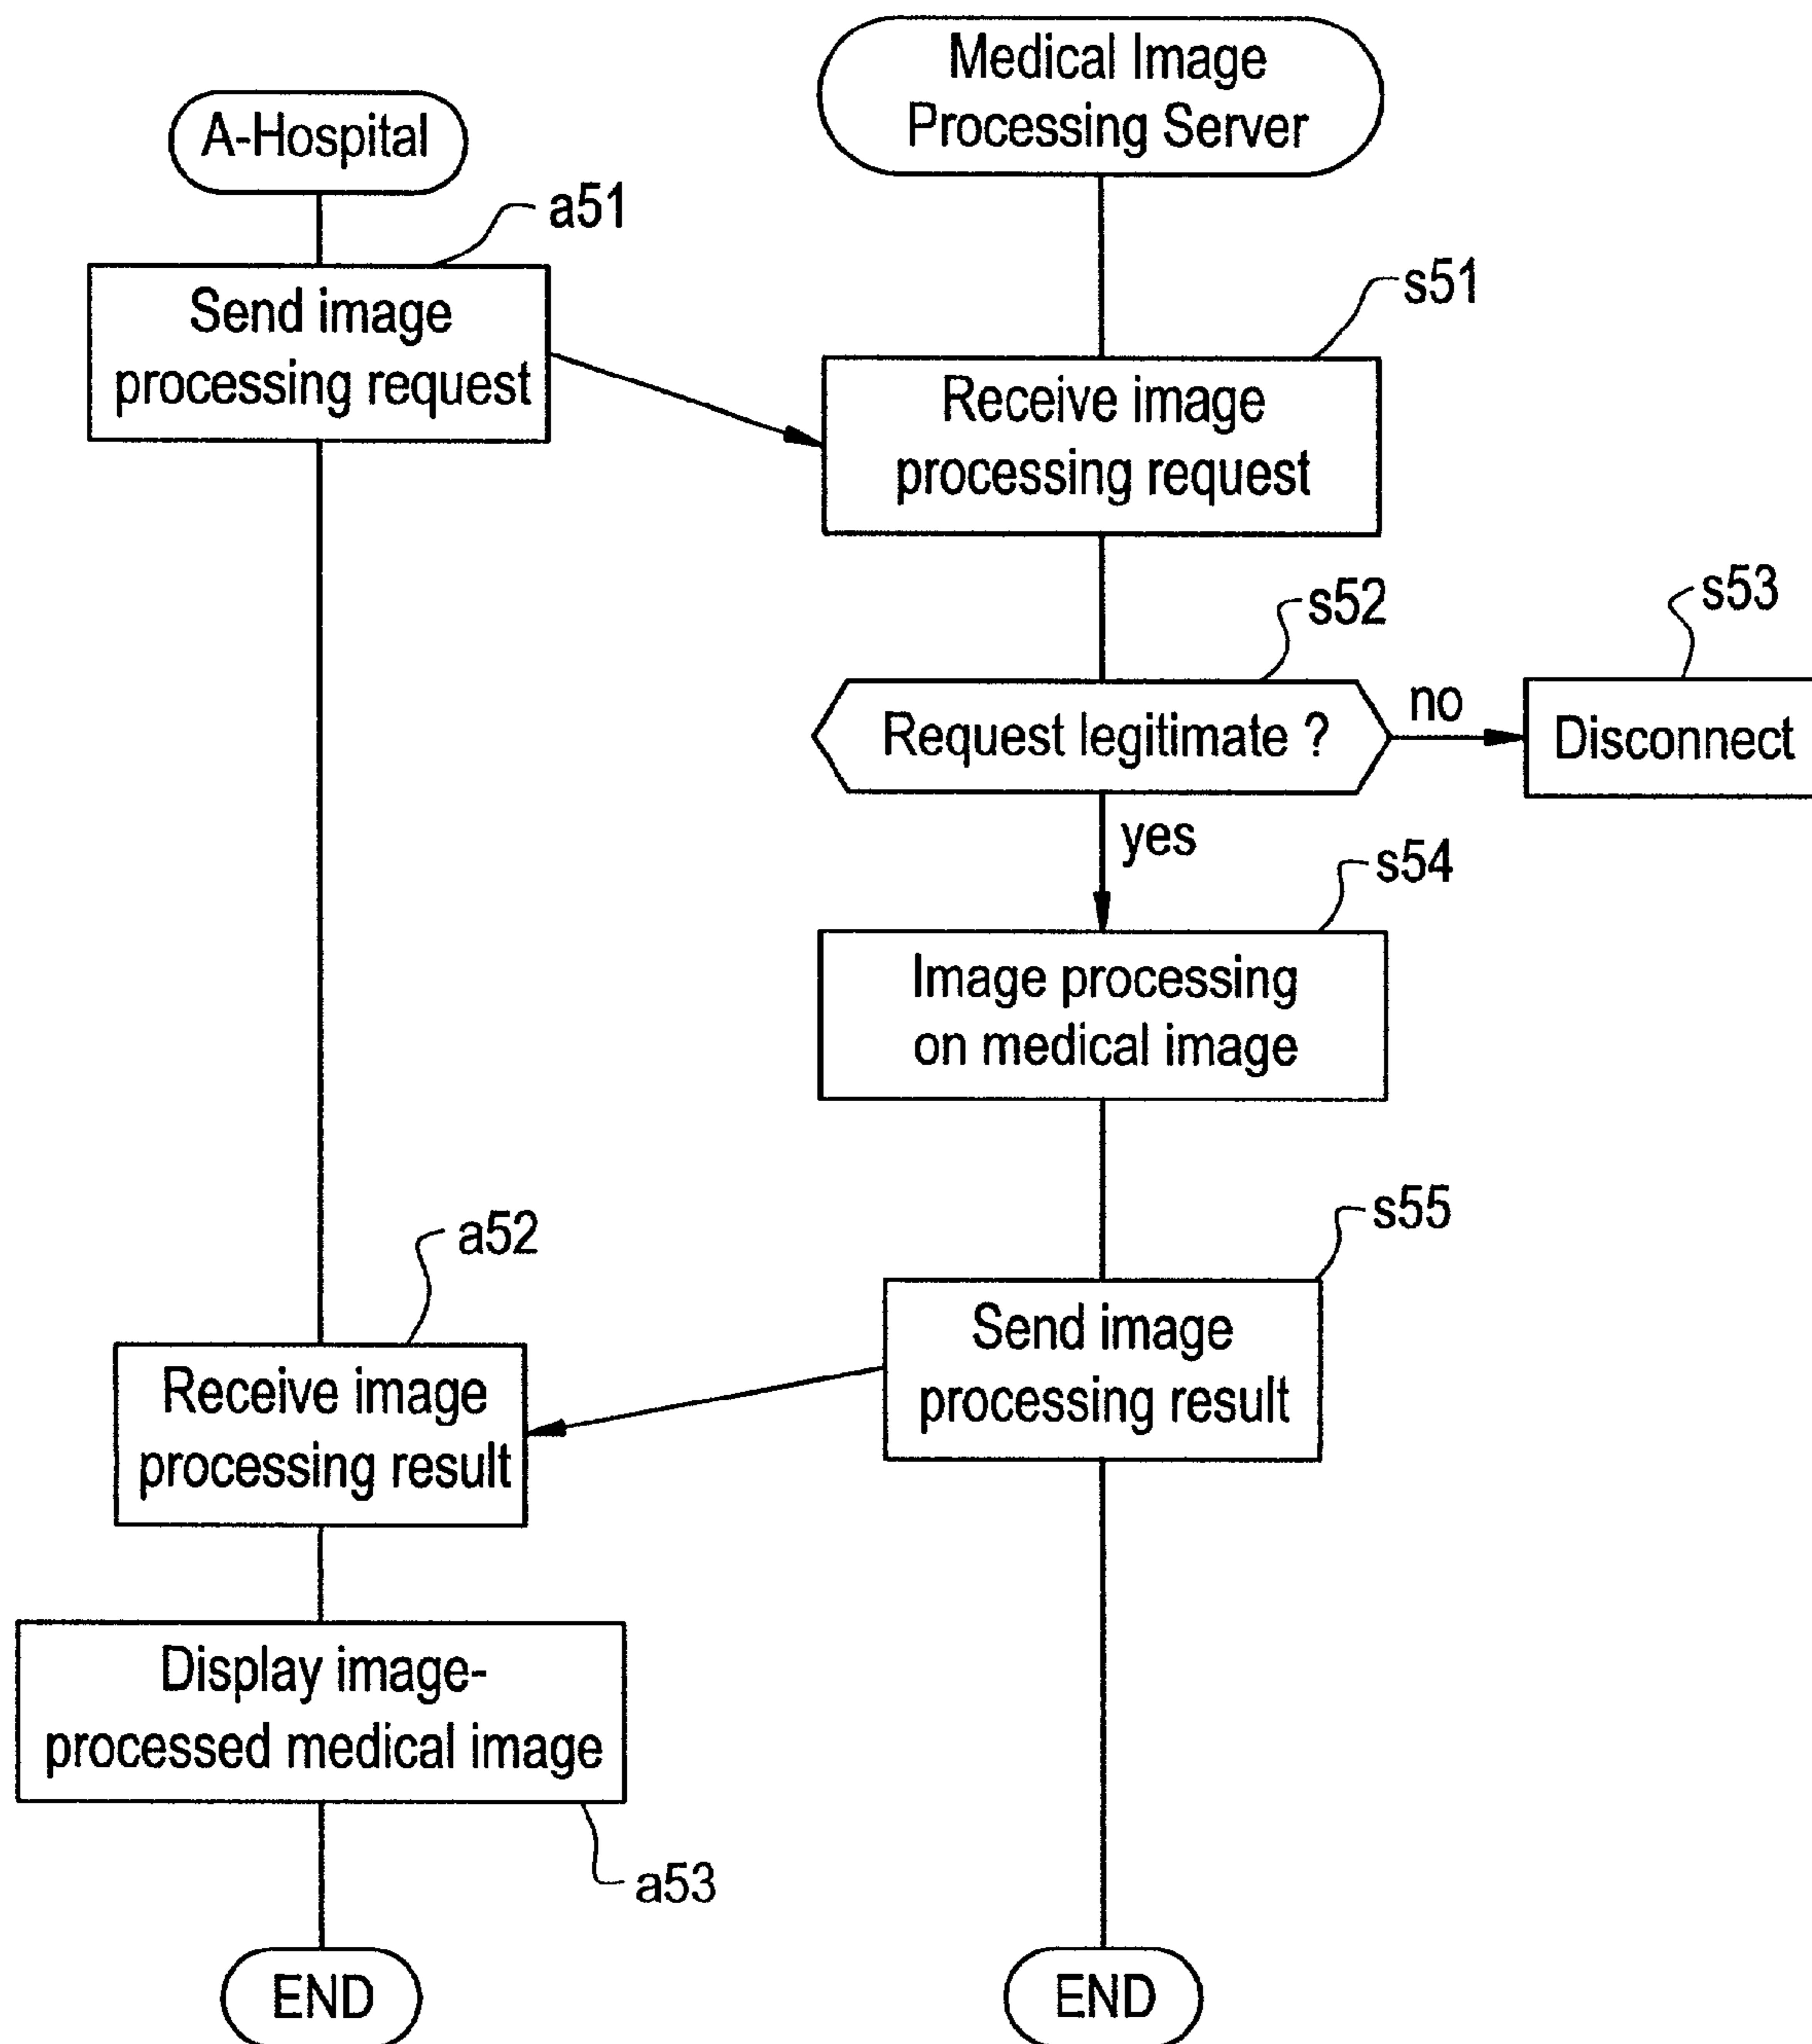 Medical Image
Processing Server
A-Hospital
a51
Send image
processing request
s51
Receive image
processing request
s52
s53
Request legitimate ?
no
Disconnect
yes
s54
Image processing
on medical image
s55
Send image
processing result
a52
Receive image
processing result
Display image-
processed medical image
a53
END
END